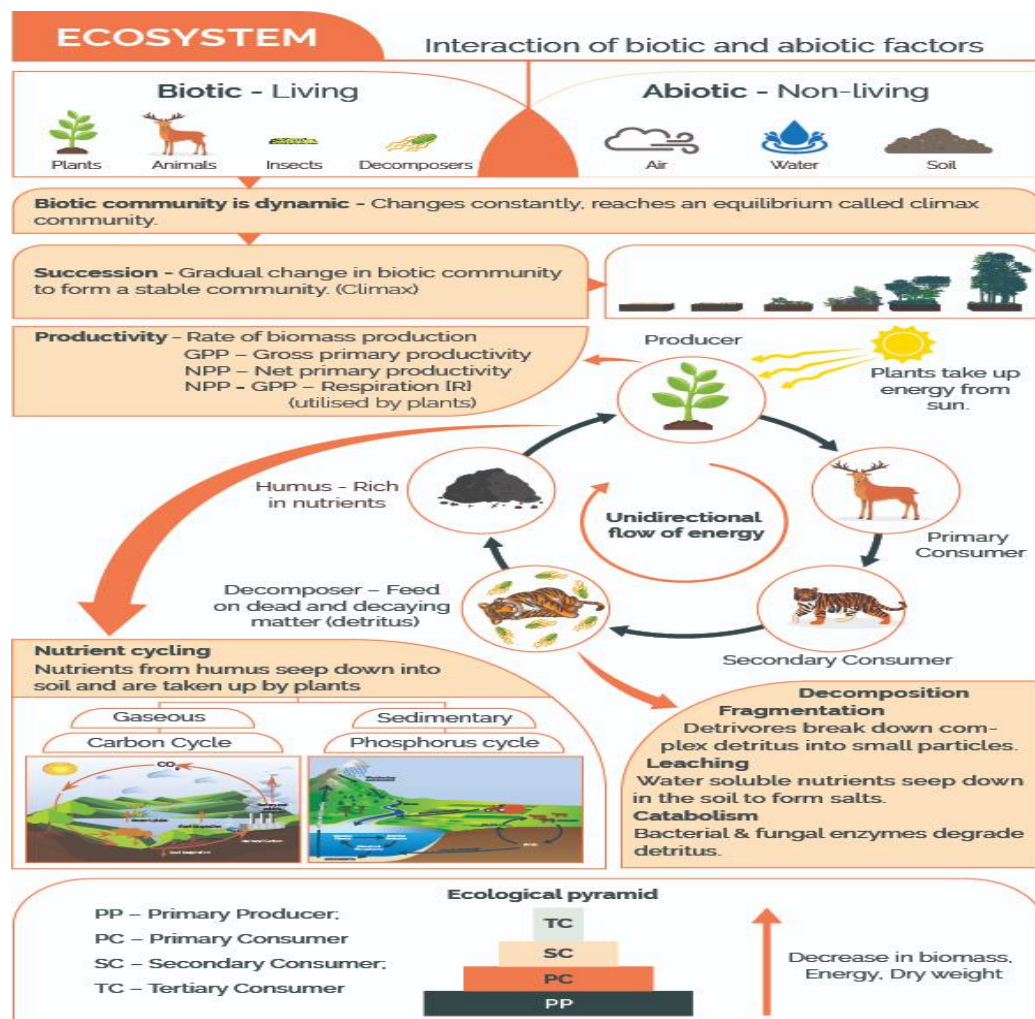 ECOSYSTEM
Interaction of biotic and abiotic factors
Biotic - Living
Plants
Animals
Insects
Decomposers
Abiotic - Non-living
Air
Water
Soil
Biotic community is dynamic - Changes constantly, reaches an equilibrium called climax
community.
Succession - Gradual change in biotic community
to form a stable community. (Climax)
Productivity - Rate of biomass production
GPP – Gross primary productivity
NPP – Net primary productivity
NPP - GPP – Respiration [R]
(utilised by plants)
Producer
Plants take up
energy from
sun.
Humus - Rich
in nutrients
Unidirectional
flow of energy
Primary
Consumer
Decomposer – Feed
on dead and decaying
matter (detritus)
Secondary Consumer
Nutrient cycling
Nutrients from humus seep down into
soil and are taken up by plants
Gaseous
Sedimentary
Carbon Cycle
Phosphorus cycle
CO₂
Decomposition
Fragmentation
Detrivores break down com-
plex detritus into small particles.
Leaching
Water soluble nutrients seep down
in the soil to form salts.
Catabolism
Bacterial & fungal enzymes degrade
detritus.
Ecological pyramid
PP – Primary Producer;
PC – Primary Consumer
SC – Secondary Consumer;
TC – Tertiary Consumer
TC
SC
PC
PP
Decrease in biomass,
Energy, Dry weight